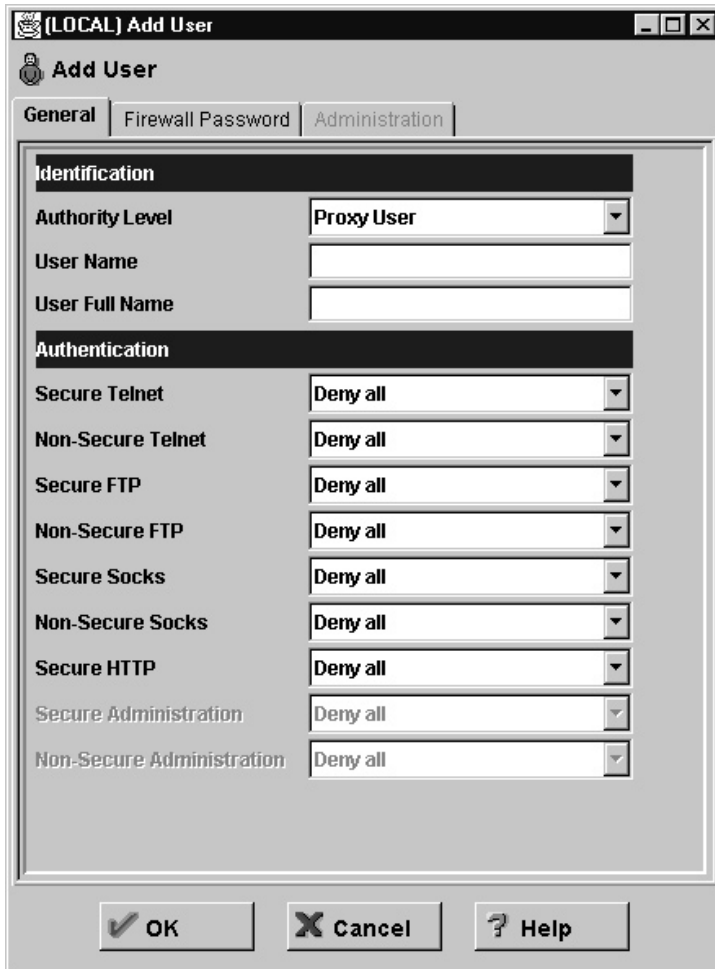 (LOCAL) Add User
Add User
General Firewall Password Administration
Identification
Authority Level Proxy User
User Name
User Full Name
Authentication
Secure Telnet Deny all
Non-Secure Telnet Deny all
Secure FTP Deny all
Non-Secure FTP Deny all
Secure Socks Deny all
Non-Secure Socks Deny all
Secure HTTP Deny all
Secure Administration Deny all
Non-Secure Administration Deny all
OK Cancel ? Help